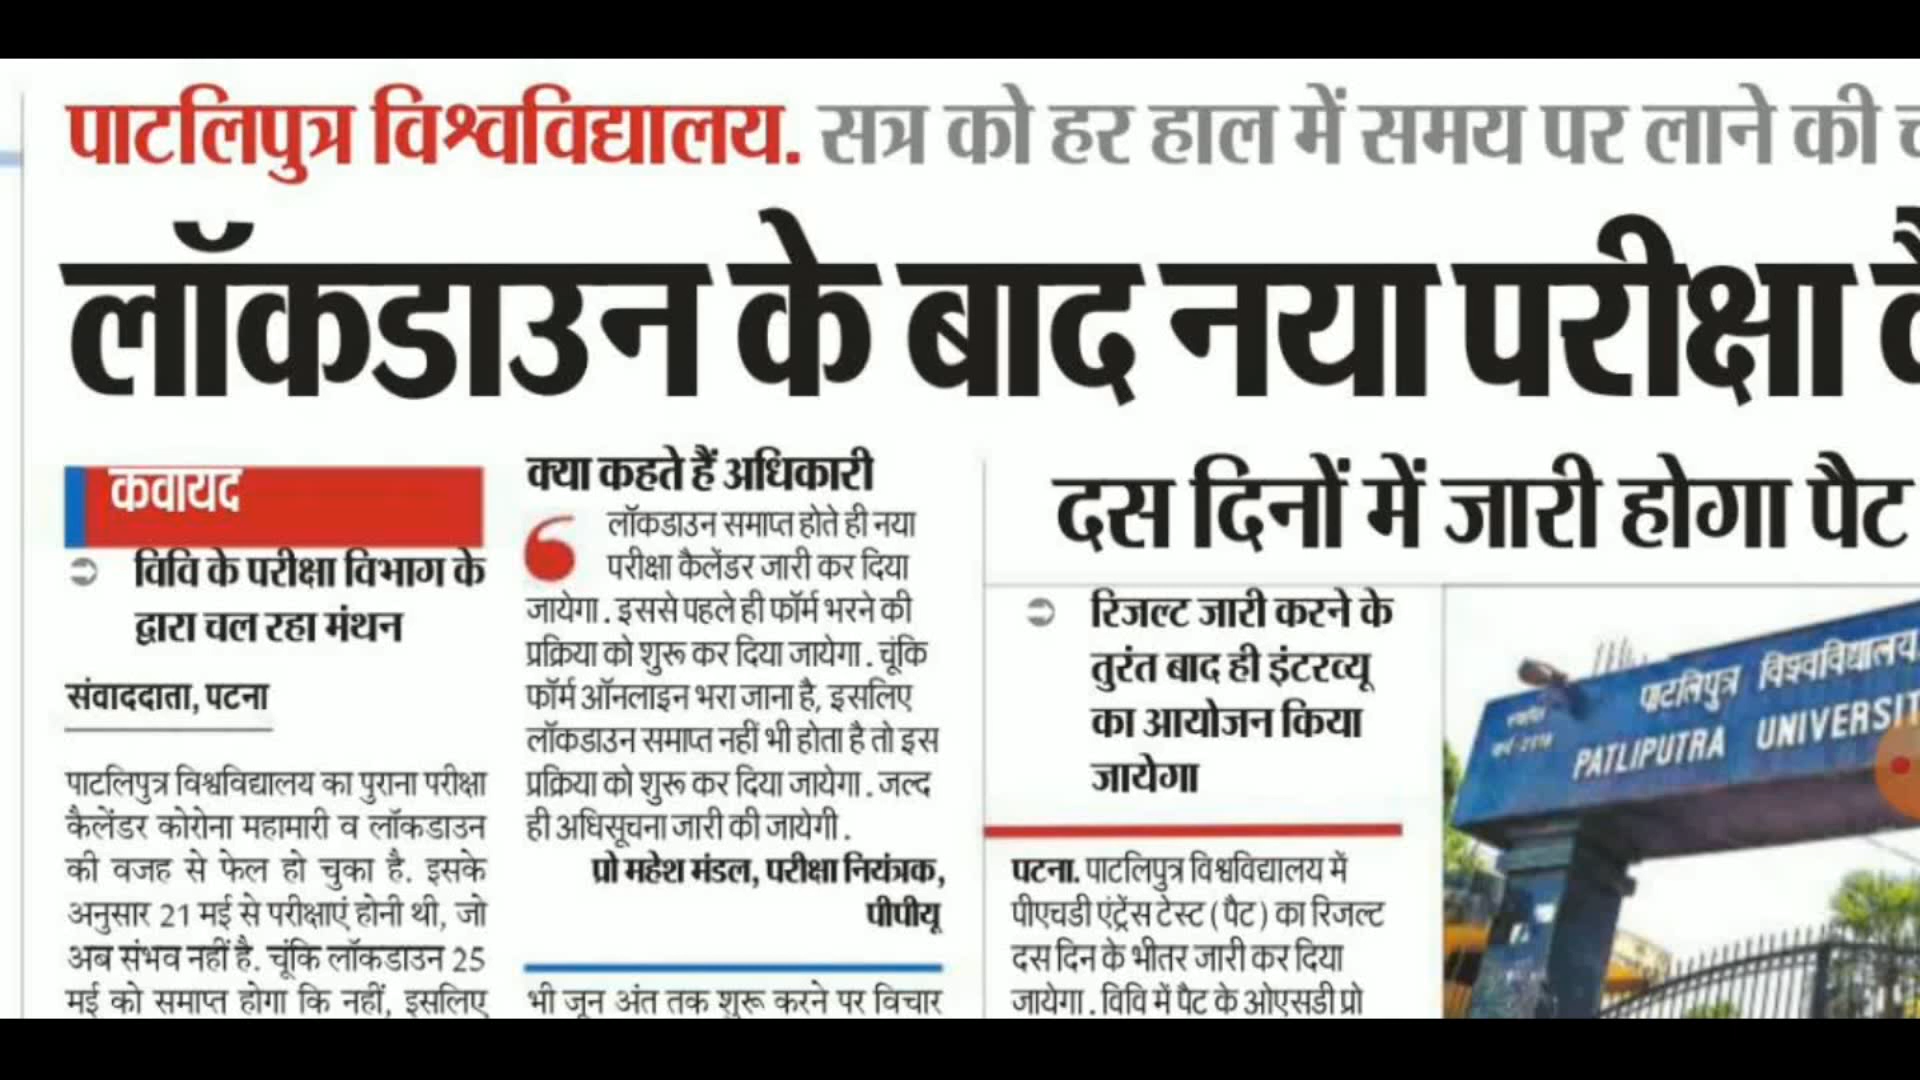 पाटलिपुत्र विश्वविद्यालय. सत्र को हर हाल में समय पर लाने की
लॉकडाउन के बाद नया परीक्षा
कवायद
विवि के परीक्षा विभाग के
द्वारा चल रहा मंथन
संवाददाता, पटना
पाटलिपुत्र विश्वविद्यालय का पुराना परीक्षा
कैलेंडर कोरोना महामारी व लॉकडाउन
की वजह से फेल हो चुका है. इसके
अनुसार 21 मई से परीक्षाएं होनी थी, जो
अब संभव नहीं है. चूंकि लॉकडाउन 25
मई को समाप्त होगा कि नहीं, इसलिए
क्या कहते हैं अधिकारी
लॉकडाउन समाप्त होते ही नया
परीक्षा कैलेंडर जारी कर दिया
जायेगा. इससे पहले ही फॉर्म भरने की
प्रक्रिया को शुरू कर दिया जायेगा. चूंकि
फॉर्म ऑनलाइन भरा जाना है, इसलिए
लॉकडाउन समाप्त नहीं भी होता है तो इस
प्रक्रिया को शुरू कर दिया जायेगा. जल्द
ही अधिसूचना जारी की जायेगी.
प्रो महेश मंडल, परीक्षा नियंत्रक,
पीपीयू
भी जून अंत तक शुरू करने पर विचार
दस दिनों में जारी होगा पैट
रिजल्ट जारी करने के
तुरंत बाद ही इंटरव्यू
का आयोजन किया
जायेगा
पटना. पाटलिपुत्र विश्वविद्यालय में
पीएचडी एंट्रेंस टेस्ट (पैट) का रिजल्ट
दस दिन के भीतर जारी कर दिया
जायेगा. विवि में पैट के ओएसडी प्रो
पाटलिपुत्र विश्वविद्यालय
PATLIPUTRA